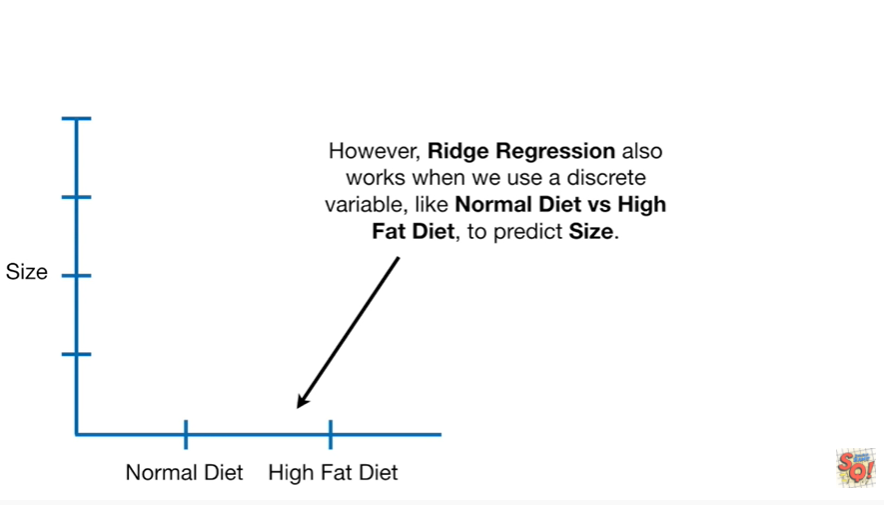 However, Ridge Regression also
works when we use a discrete
variable, like Normal Diet vs High
Fat Diet, to predict Size.
Size
Normal Diet
High Fat Diet
SQ!